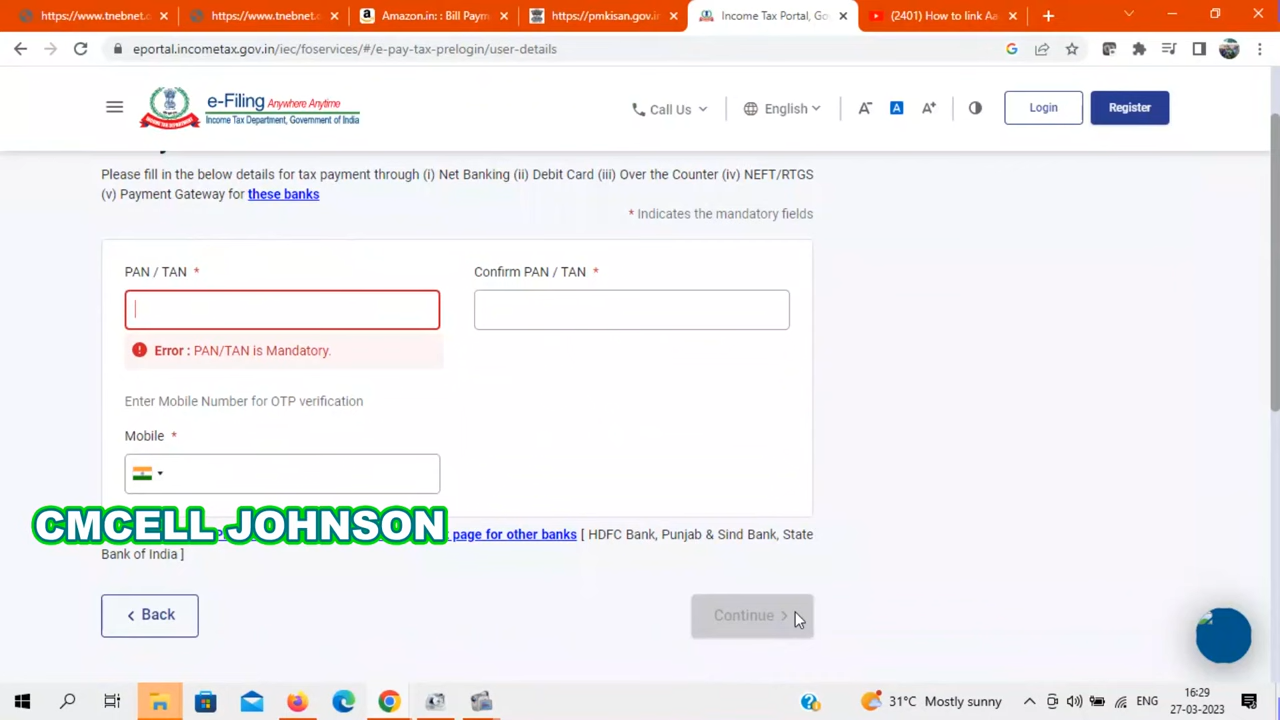 https://www.tnebnet.o
https://www.tnebnet.o
Amazon.in: : Bill Paym
https://pmkisan.gov.in
Income Tax Portal, Go
(2401) How to link Aa
eportal.incometax.gov.in/iec/foservices/#/e-pay-tax-prelogin/user-details
e-Filing Anywhere Anytime
Income Tax Department, Government of India
Call Us
English
A-
A
A+
Login
Register
Please fill in the below details for tax payment through (i) Net Banking (ii) Debit Card (iii) Over the Counter (iv) NEFT/RTGS
(v) Payment Gateway for these banks
* Indicates the mandatory fields
PAN / TAN *
Confirm PAN / TAN *
Error : PAN/TAN is Mandatory.
Enter Mobile Number for OTP verification
Mobile *
CMCELL JOHNSON
page for other banks [ HDFC Bank, Punjab & Sind Bank, State
Bank of India ]
Back
Continue
31°C Mostly sunny
ENG
16:29
27-03-2023